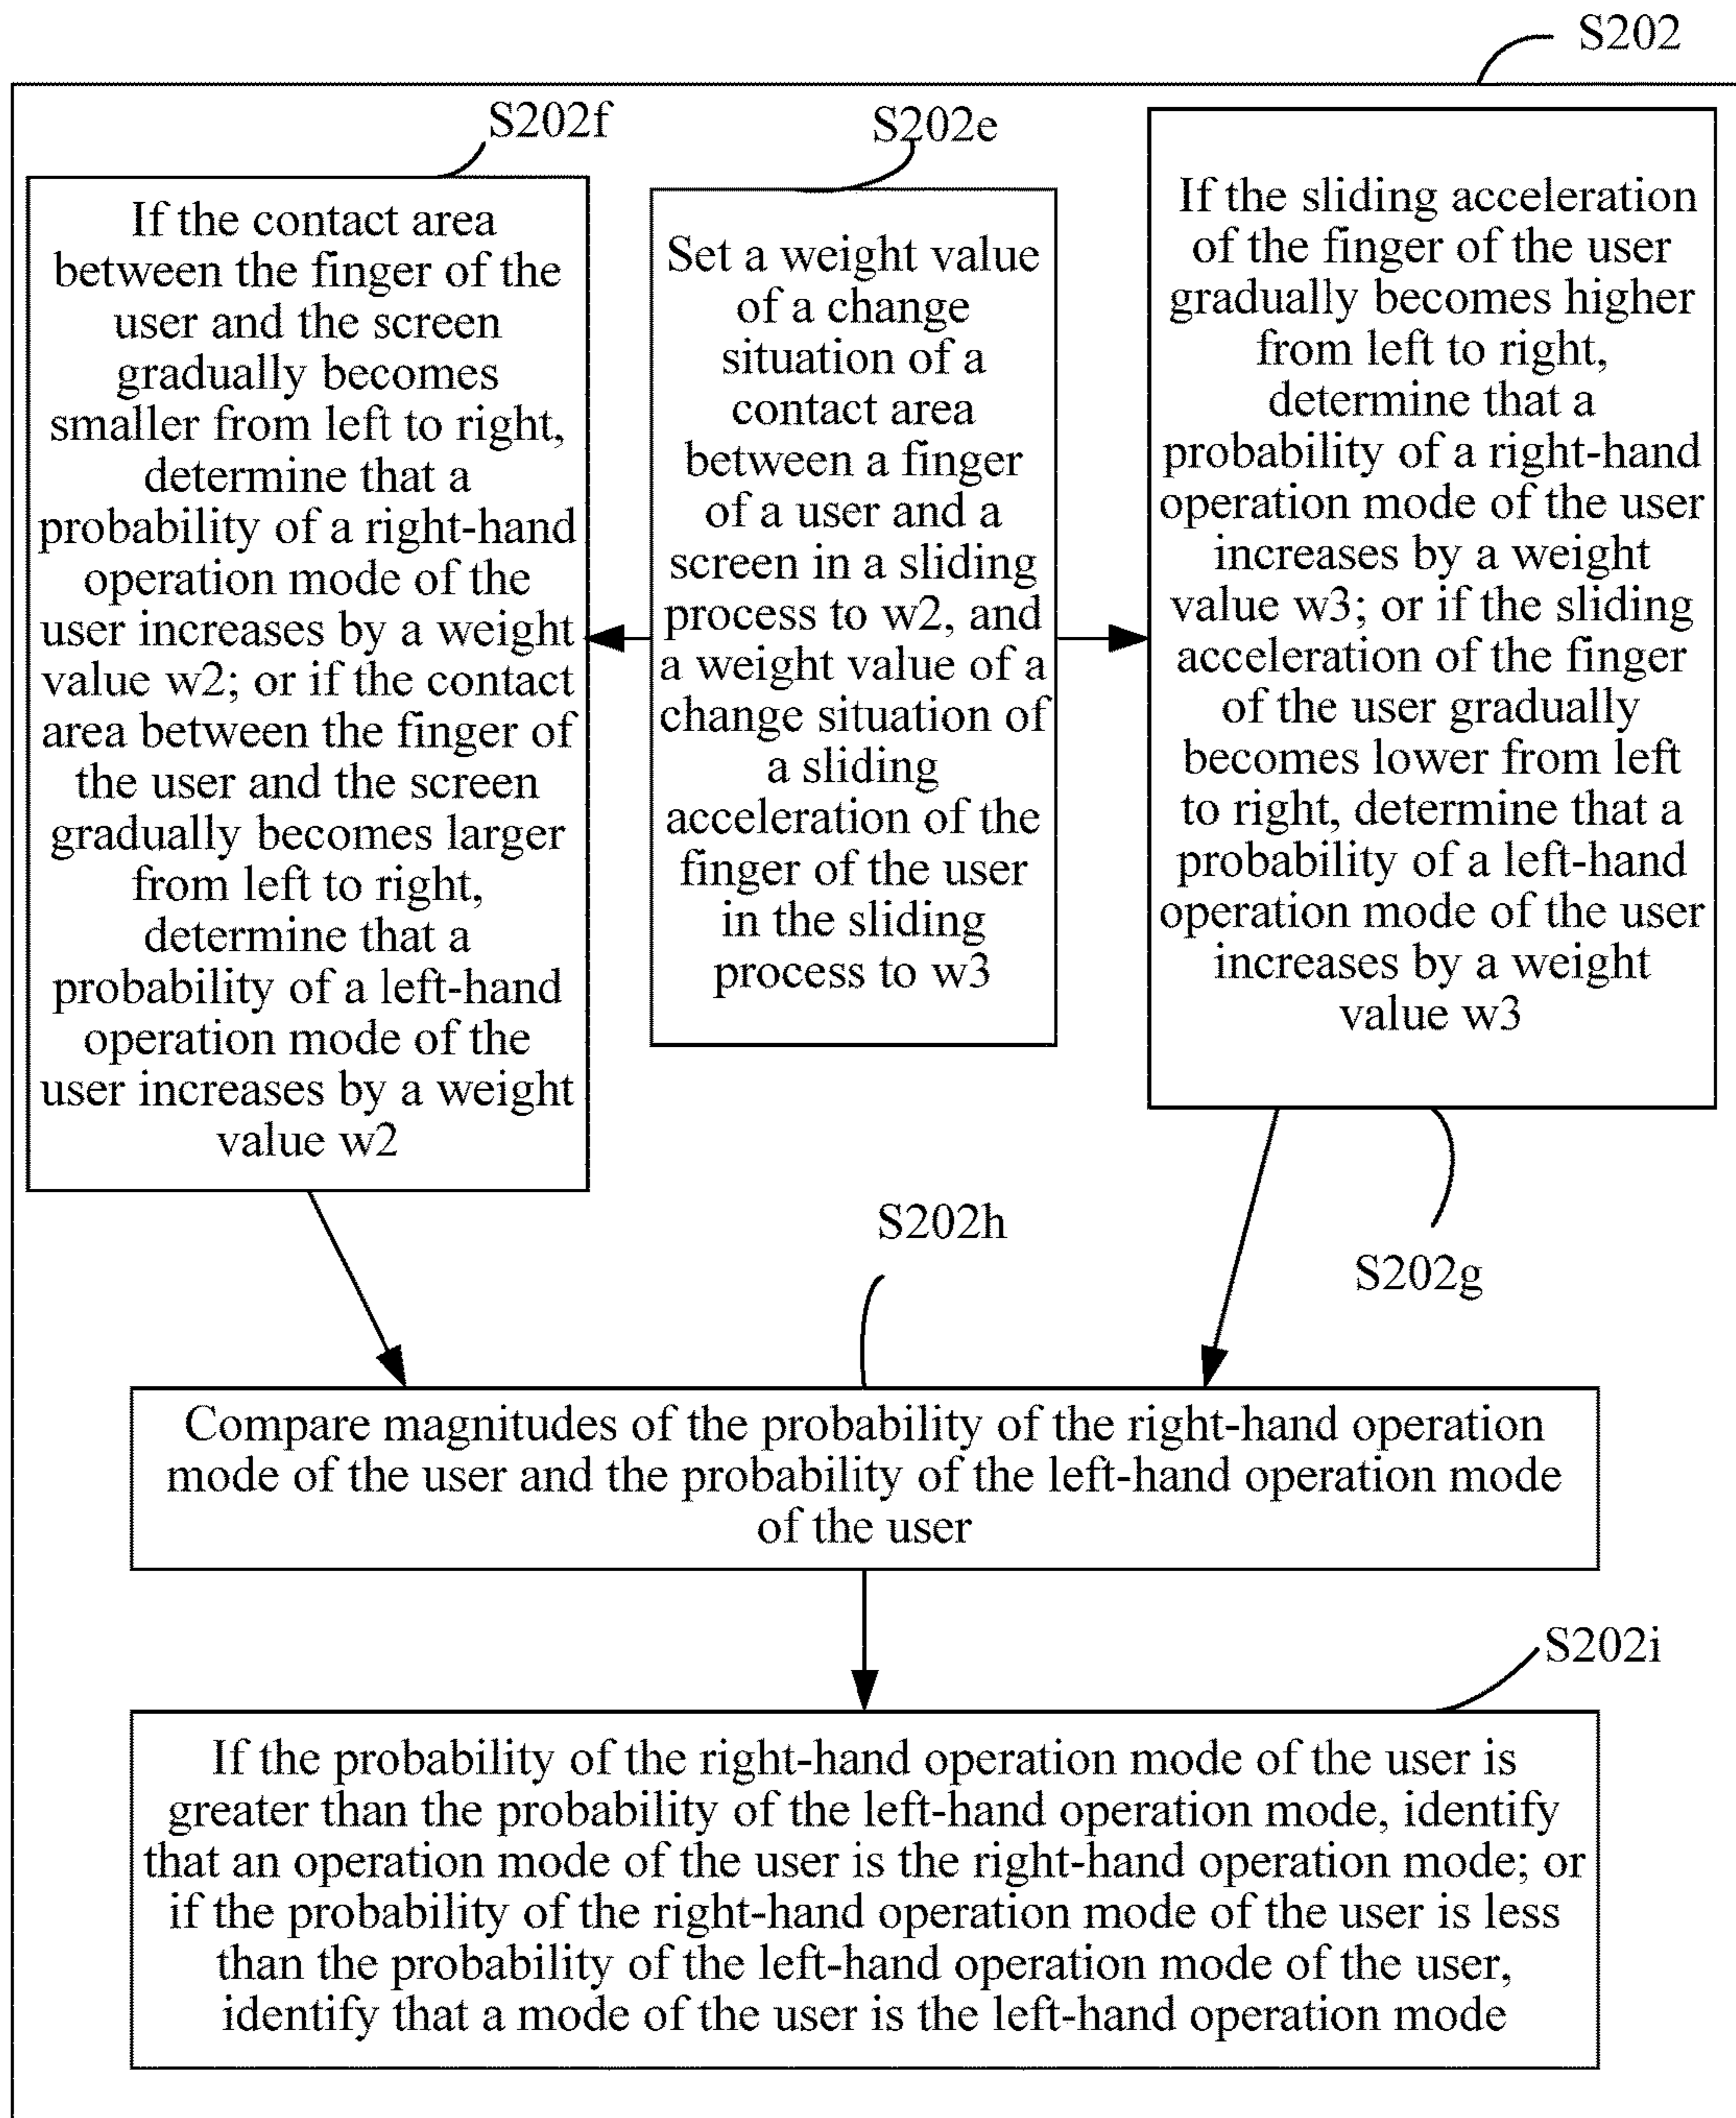 S202
S202f
If the contact area
between the finger of the
user and the screen
gradually becomes
smaller from left to right,
determine that a
probability of a right-hand
operation mode of the
user increases by a weight
value w2; or if the contact
area between the finger of
the user and the screen
gradually becomes larger
from left to right,
determine that a
probability of a left-hand
operation mode of the
user increases by a weight
value w2
S202e
Set a weight value
of a change
situation of a
contact area
between a finger
of a user and a
screen in a sliding
process to w2, and
a weight value of a
change situation of
a sliding
acceleration of the
finger of the user
in the sliding
process to w3
If the sliding acceleration
of the finger of the user
gradually becomes higher
from left to right,
determine that a
probability of a right-hand
operation mode of the user
increases by a weight
value w3; or if the sliding
acceleration of the finger
of the user gradually
becomes lower from left
to right, determine that a
probability of a left-hand
operation mode of the user
increases by a weight
value w3
S202g
S202h
Compare magnitudes of the probability of the right-hand operation
mode of the user and the probability of the left-hand operation mode
of the user
S202i
If the probability of the right-hand operation mode of the user is
greater than the probability of the left-hand operation mode, identify
that an operation mode of the user is the right-hand operation mode; or
if the probability of the right-hand operation mode of the user is less
than the probability of the left-hand operation mode of the user,
identify that a mode of the user is the left-hand operation mode